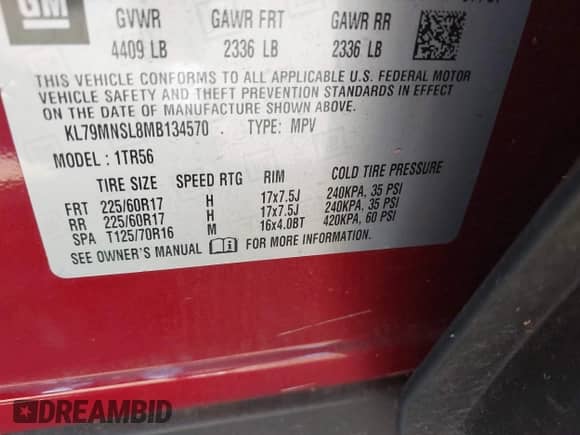 GM
GVWR GAWR FRT GAWR RR
4409 LB 2336 LB 2336 LB
THIS VEHICLE CONFORMS TO ALL APPLICABLE U.S. FEDERAL MOTOR
VEHICLE SAFETY AND THEFT PREVENTION STANDARDS IN EFFECT
ON THE DATE OF MANUFACTURE SHOWN ABOVE.
KL79MNSL8MB134570 TYPE: MPV
MODEL: 1TR56
TIRE SIZE SPEED RTG RIM COLD TIRE PRESSURE
FRT 225/60R17 H 17x7.5J 240KPA, 35 PSI
RR 225/60R17 H 17x7.5J 240KPA, 35 PSI
SPA T125/70R16 M 16x4.0BT 420KPA, 60 PSI
SEE OWNER'S MANUAL FOR MORE INFORMATION.
DREAMBID